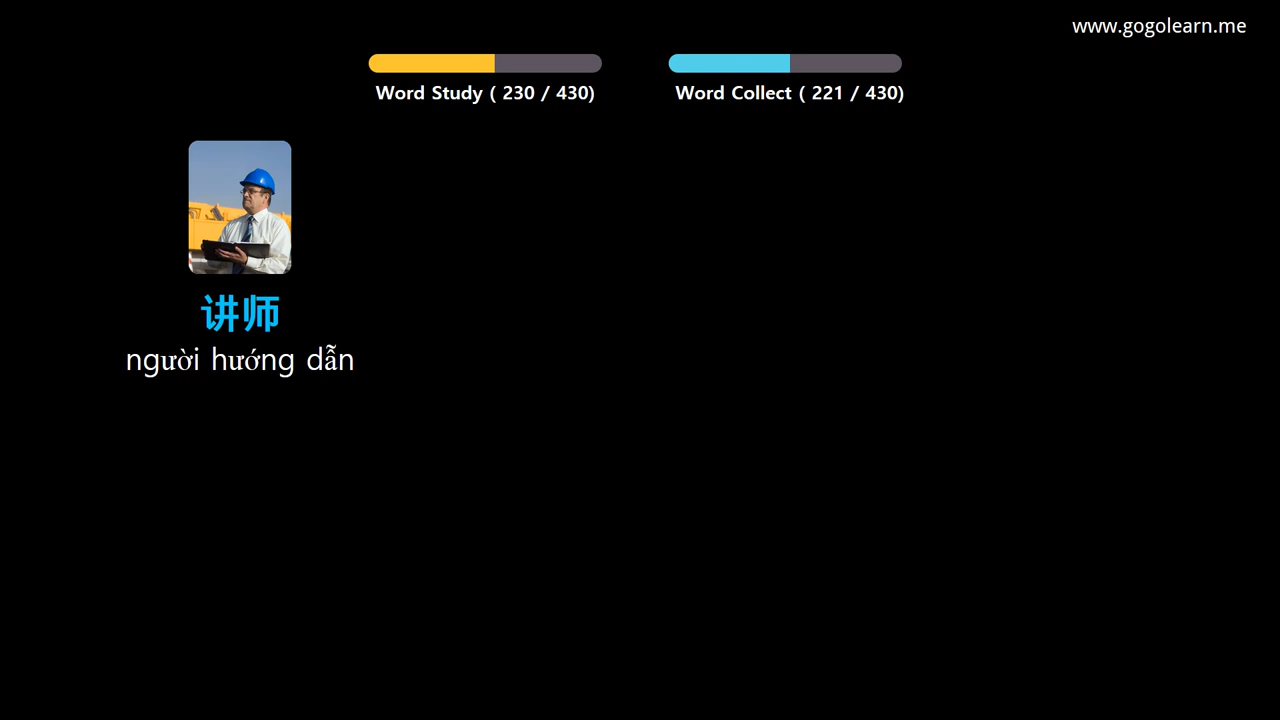 www.gogolearn.me
Word Study ( 230 / 430)
Word Collect ( 221 / 430)
讲师
người hướng dẫn